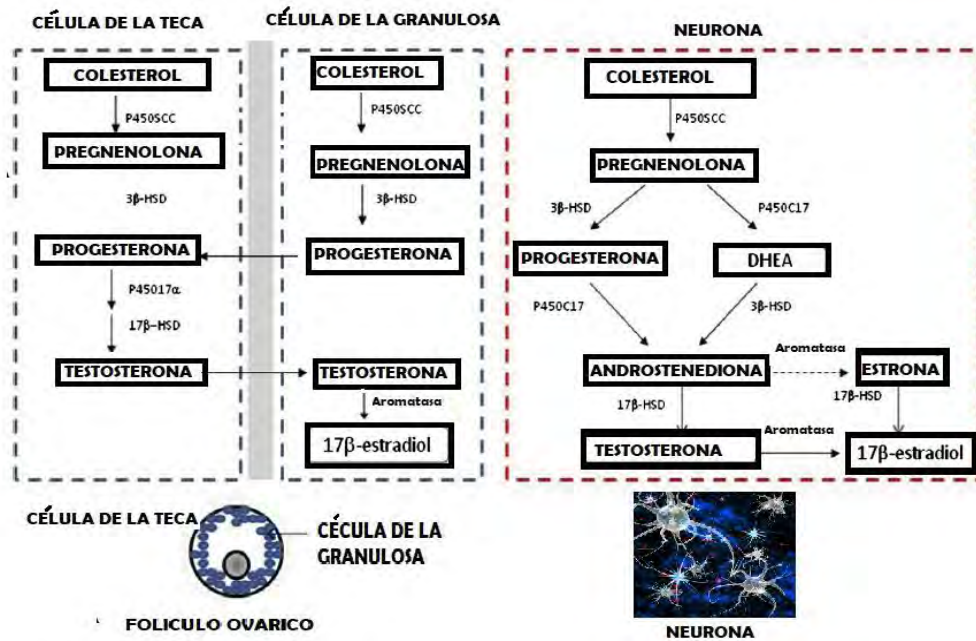 CÉLULA DE LA TECA
COLESTEROL
P450SCC
PREGNENOLONA
3β-HSD
PROGESTERONA
P45017α
17β-HSD
TESTOSTERONA
CÉLULA DE LA GRANULOSA
COLESTEROL
P450SCC
PREGNENOLONA
3β-HSD
PROGESTERONA
TESTOSTERONA
Aromatasa
17β-estradiol
NEURONA
COLESTEROL
P450SCC
PREGNENOLONA
3β-HSD
P450C17
PROGESTERONA
DHEA
P450C17
3β-HSD
ANDROSTENEDIONA
Aromatasa
ESTRONA
17β-HSD
17β-HSD
TESTOSTERONA
Aromatasa
17β-estradiol
CÉLULA DE LA TECA
CÉCULA DE LA
GRANULOSA
FOLICULO OVARICO
NEURONA